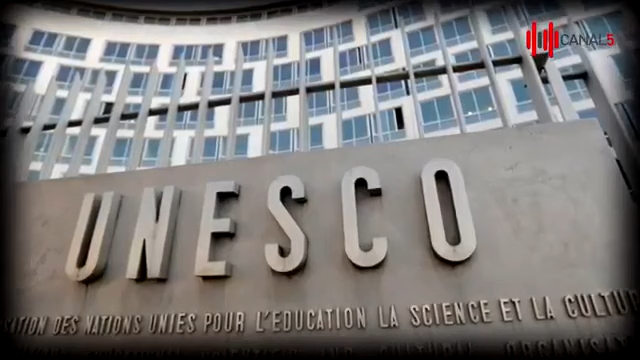 CANAL5
UNESCO
DES NATIONS UNIES POUR L'EDUCATION LA SCIENCE ET LA